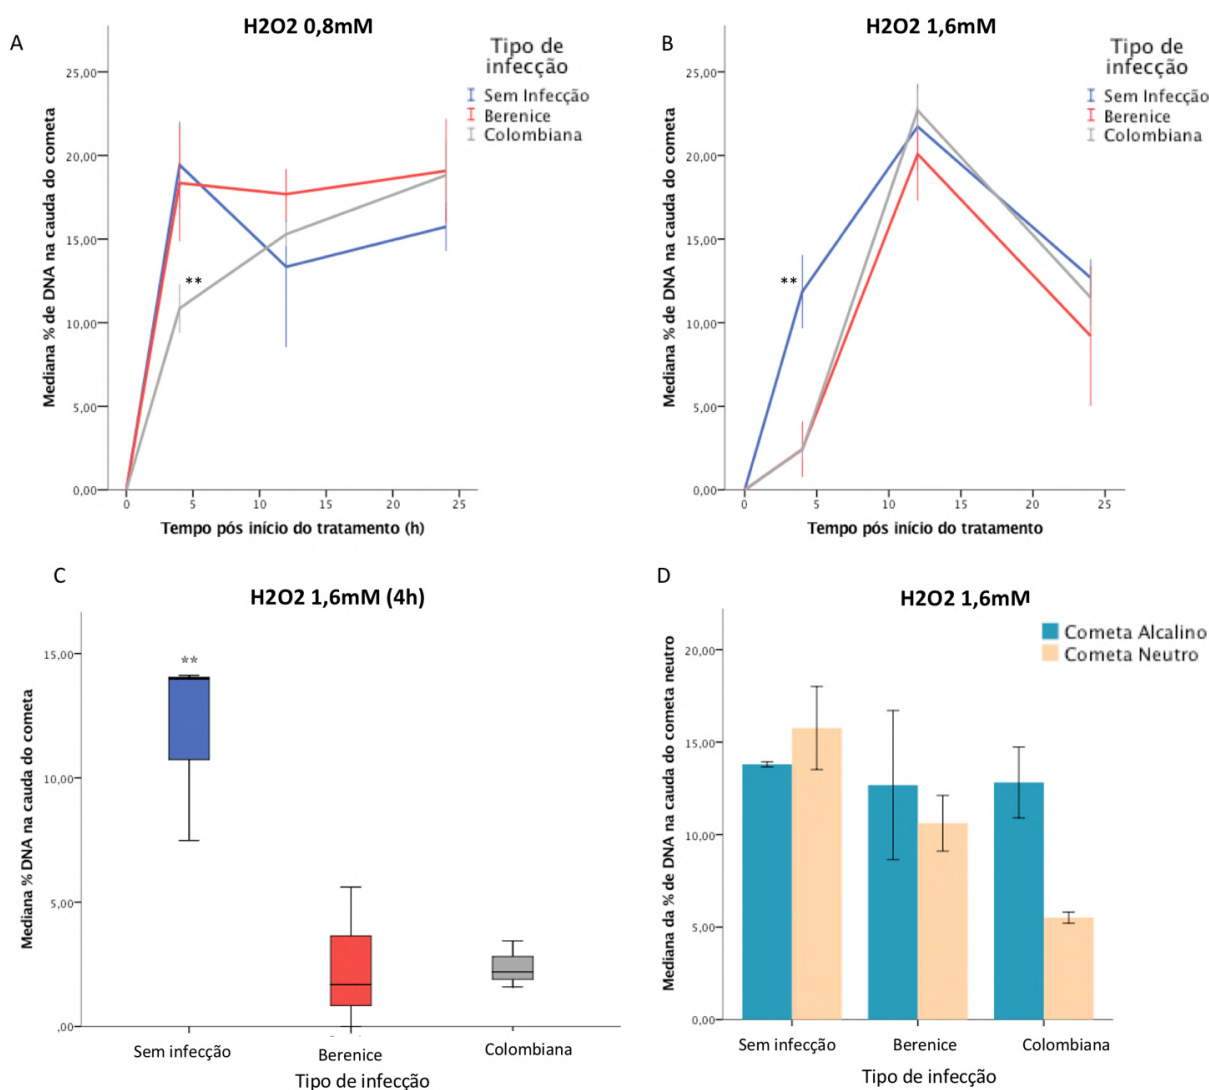 A
H2O2 0,8mM
Tipo de
infecção
Sem Infecção
Berenice
Colombiana
Mediana % de DNA na cauda do cometa
25,00
20,00
15,00
10,00
5,00
0,00
**
0
5
10
15
20
25
Tempo pós início do tratamento (h)
B
H2O2 1,6mM
Tipo de
infecção
Sem Infecção
Berenice
Colombiana
Mediana % de DNA na cauda do cometa
25,00
20,00
15,00
10,00
5,00
0,00
**
0
5
10
15
20
25
Tempo pós início do tratamento
C
H2O2 1,6mM (4h)
Mediana % DNA na cauda do cometa
15,00
10,00
5,00
,00
**
Sem infecção
Berenice
Colombiana
Tipo de infecção
D
H2O2 1,6mM
Cometa Alcalino
Cometa Neutro
Mediana da % de DNA na cauda do cometa neutro
20,00
15,00
10,00
5,00
0,00
Sem infecção
Berenice
Colombiana
Tipo de infecção